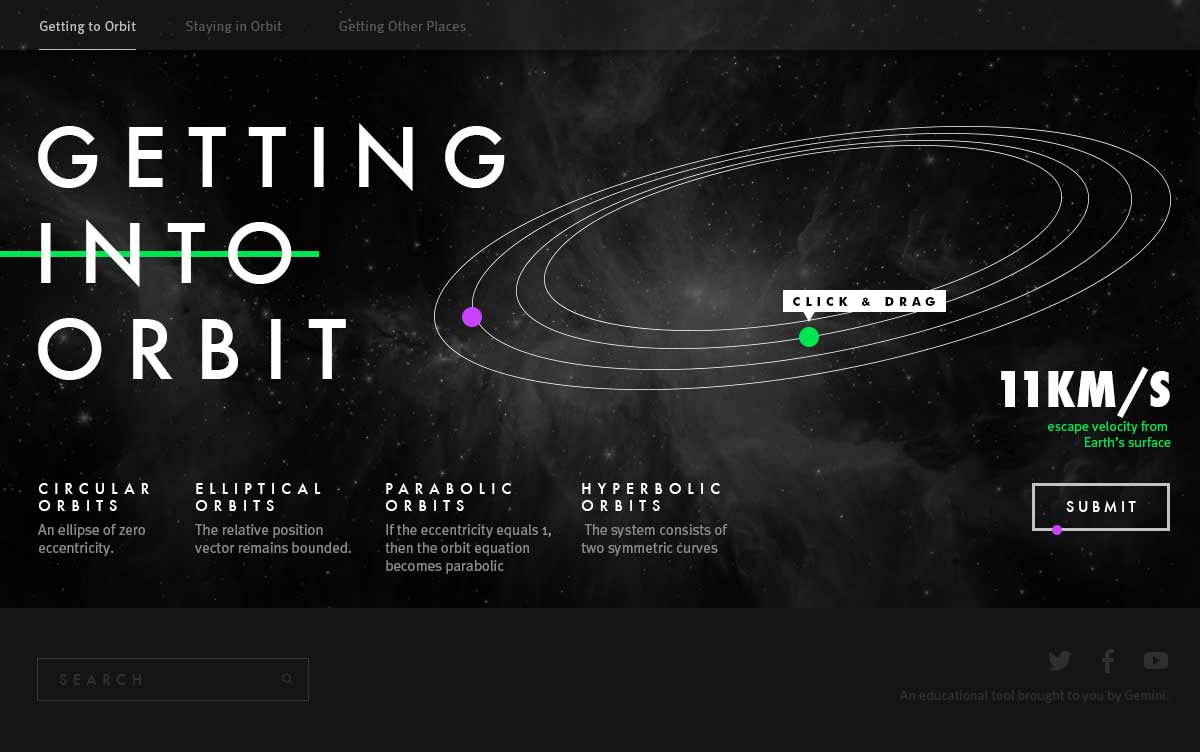 Getting to Orbit
Staying in Orbit
Getting Other Places
GETTING
INTO
ORBIT
CLICK & DRAG
11KM/S
escape velocity from
Earth's surface
CIRCULAR
ORBITS
An ellipse of zero
eccentricity.
ELLIPTICAL
ORBITS
The relative position
vector remains bounded.
PARABOLIC
ORBITS
If the eccentricity equals 1,
then the orbit equation
becomes parabolic
HYPERBOLIC
ORBITS
The system consists of
two symmetric curves
SUBMIT
SEARCH
An educational tool brought to you by Gemini.